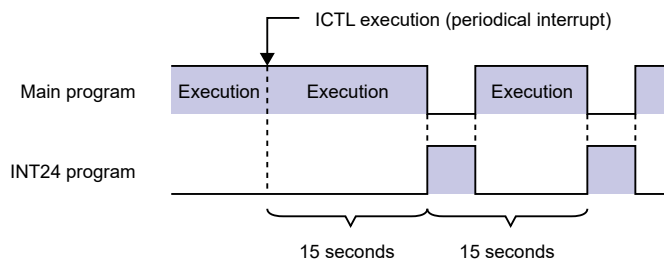 ICTL execution (periodical interrupt)
Main program
Execution
Execution
Execution
INT24 program
15 seconds
15 seconds